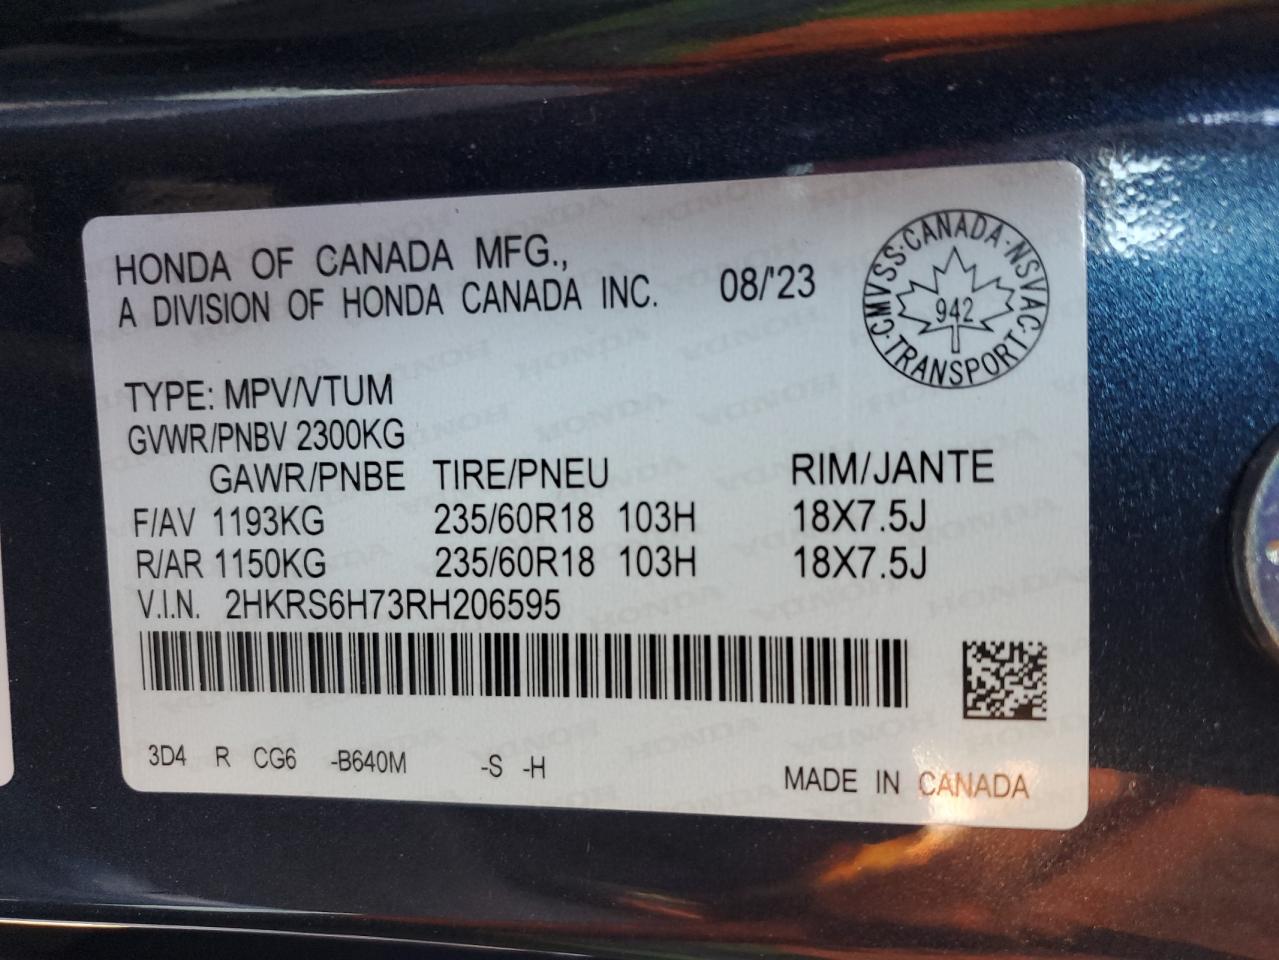 HONDA OF CANADA MFG.,
A DIVISION OF HONDA CANADA INC. 08/'23
CMVSS·CANADA·NSVAC·TRANSPORT·
942
TYPE: MPV/VTUM
GVWR/PNBV 2300KG
GAWR/PNBE TIRE/PNEU RIM/JANTE
F/AV 1193KG 235/60R18 103H 18X7.5J
R/AR 1150KG 235/60R18 103H 18X7.5J
V.I.N. 2HKRS6H73RH206595
3D4 R CG6 -B640M -S -H
MADE IN CANADA